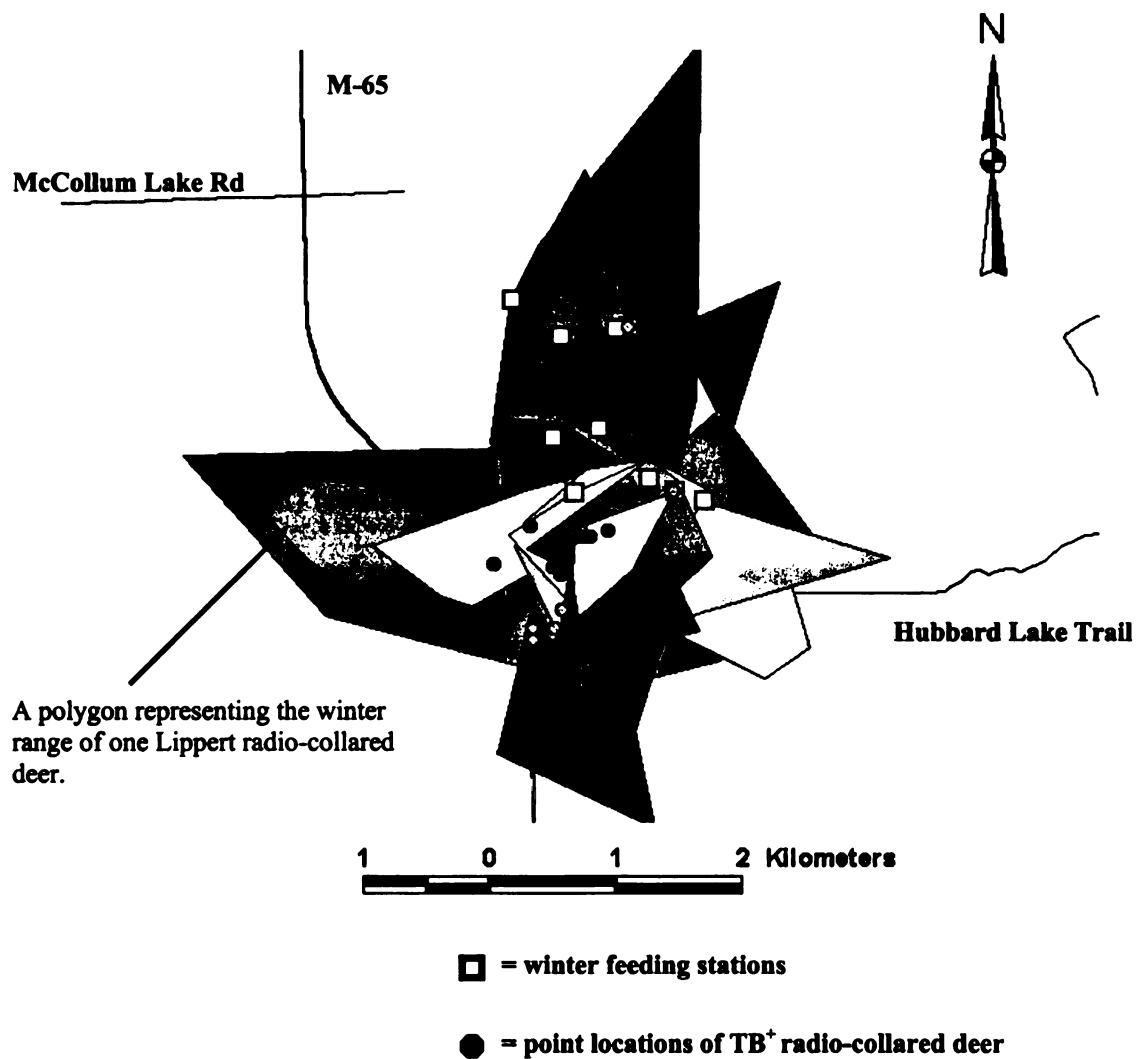 N
M-65
McCollum Lake Rd
Hubbard Lake Trail
A polygon representing the winter
range of one Lippert radio-collared
deer.
1 0 1 2 Kilometers
= winter feeding stations
= point locations of TB⁺ radio-collared deer